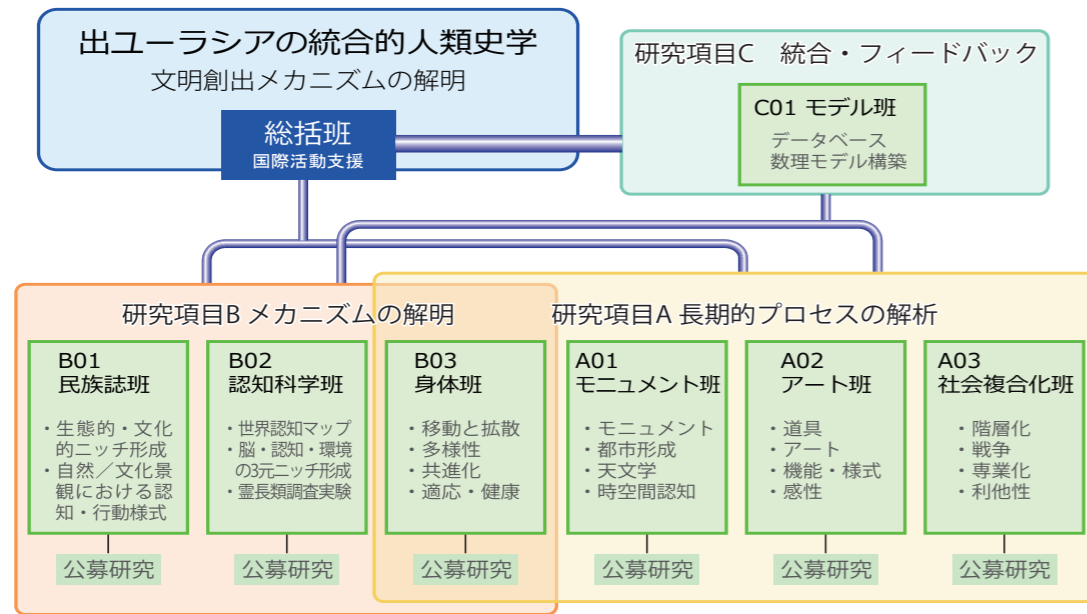 出ユーラシアの統合的人類史学
文明創出メカニズムの解明
総括班
国際活動支援
研究項目C　統合・フィードバック
C01 モデル班
データベース
数理モデル構築
研究項目B メカニズムの解明
研究項目A 長期的プロセスの解析
B01
民族誌班
・生態的・文化
的ニッチ形成
・自然／文化景
観における認
知・行動様式
公募研究
B02
認知科学班
・世界認知マップ
・脳・認知・環境
の3元ニッチ形成
・霊長類調査実験
公募研究
B03
身体班
・移動と拡散
・多様性
・共進化
・適応・健康
公募研究
A01
モニュメント班
・モニュメント
・都市形成
・天文学
・時空間認知
公募研究
A02
アート班
・道具
・アート
・機能・様式
・感性
公募研究
A03
社会複合化班
・階層化
・戦争
・専業化
・利他性
公募研究